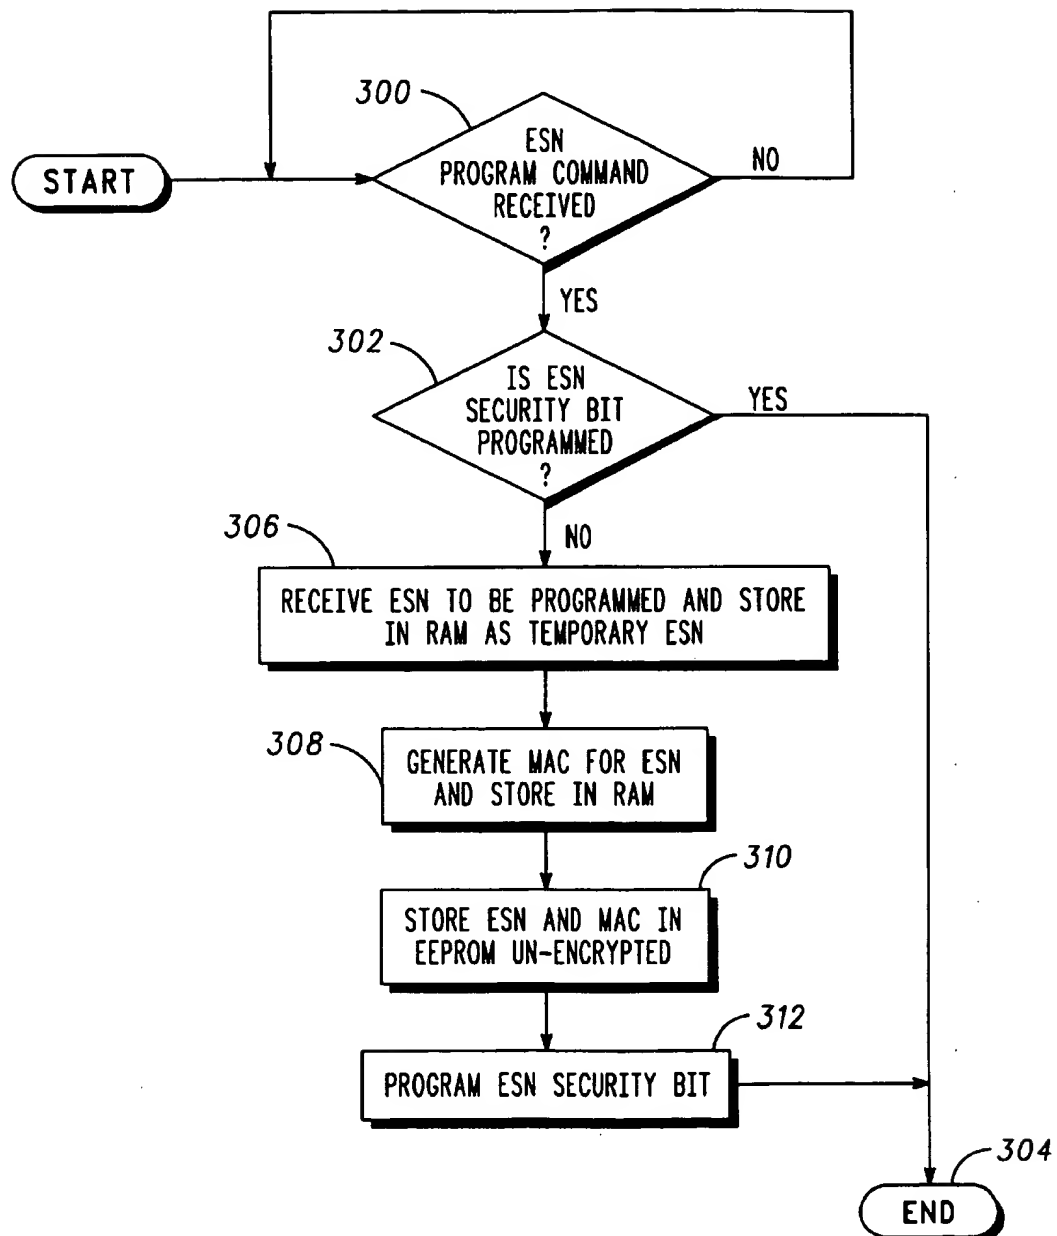 300
ESN
PROGRAM COMMAND
RECEIVED
?
NO
START
YES
302
IS ESN
SECURITY BIT
PROGRAMMED
?
YES
NO
306
RECEIVE ESN TO BE PROGRAMMED AND STORE
IN RAM AS TEMPORARY ESN
308
GENERATE MAC FOR ESN
AND STORE IN RAM
310
STORE ESN AND MAC IN
EEPROM UN-ENCRYPTED
312
PROGRAM ESN SECURITY BIT
304
END